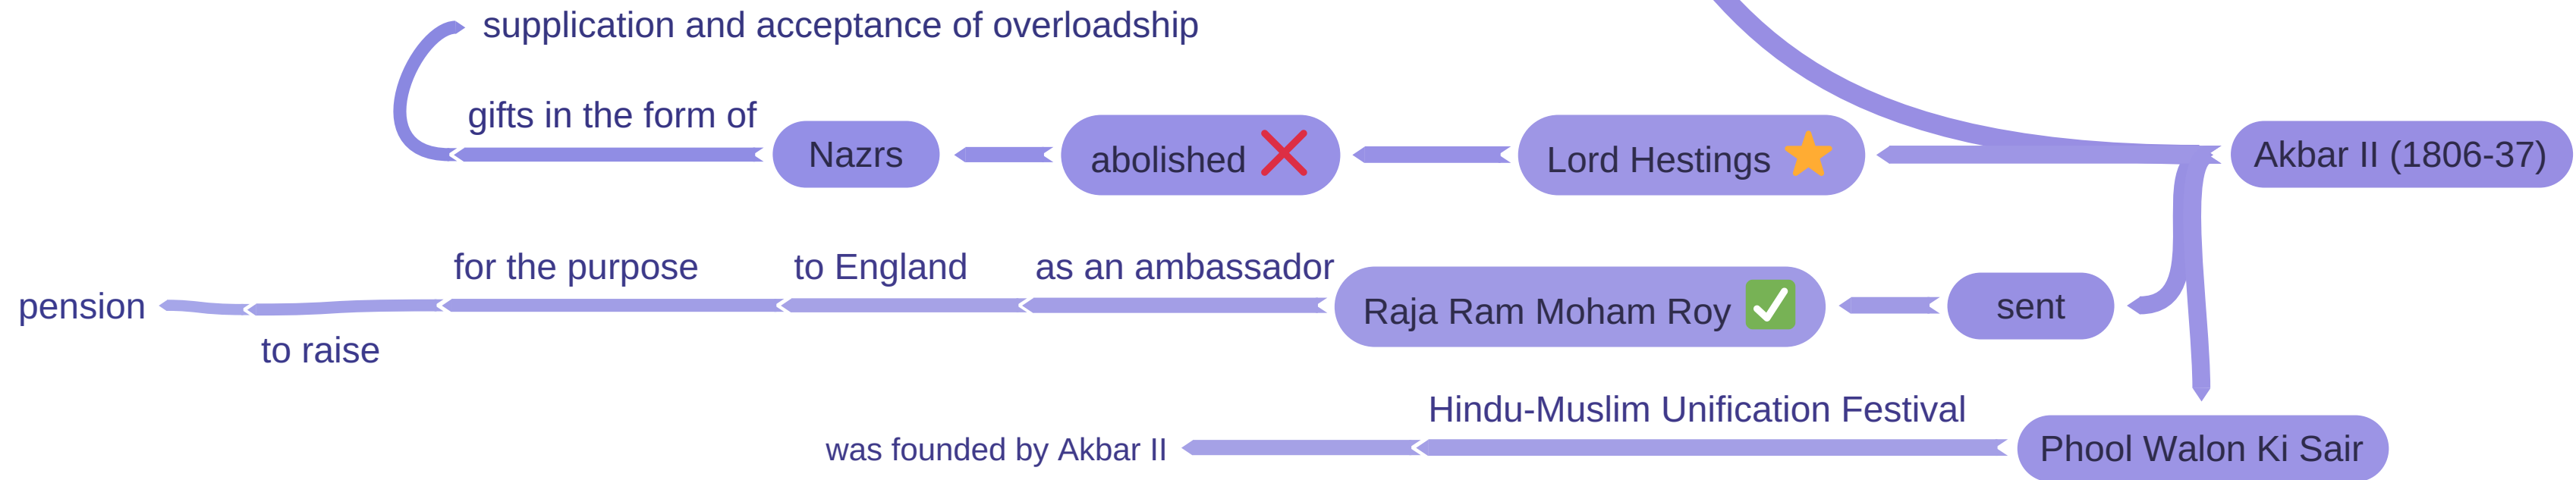 supplication and acceptance of overloadship
gifts in the form of
Nazrs
abolished ❌
Lord Hestings ⭐
Akbar II (1806-37)
for the purpose
to England
as an ambassador
pension
to raise
Raja Ram Moham Roy ✅
sent
Hindu-Muslim Unification Festival
was founded by Akbar II
Phool Walon Ki Sair